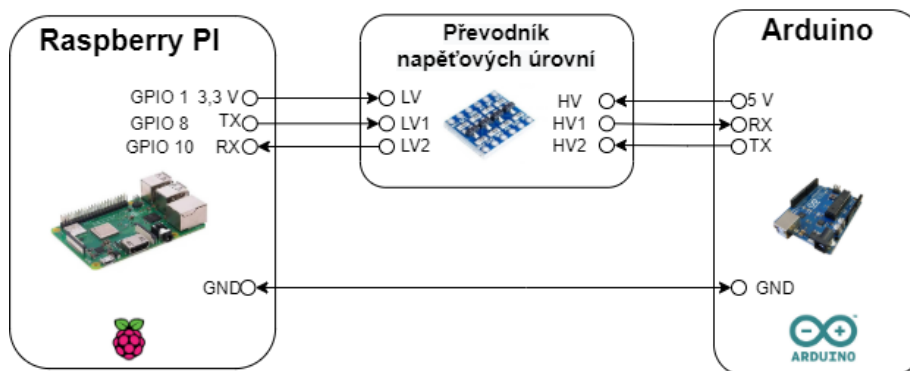 Raspberry PI
GPIO 1 3,3 V
GPIO 8 TX
GPIO 10 RX
GND
Převodník
napěťových úrovní
LV
LV1
LV2
HV
HV1
HV2
Arduino
5 V
RX
TX
GND
ARDUINO